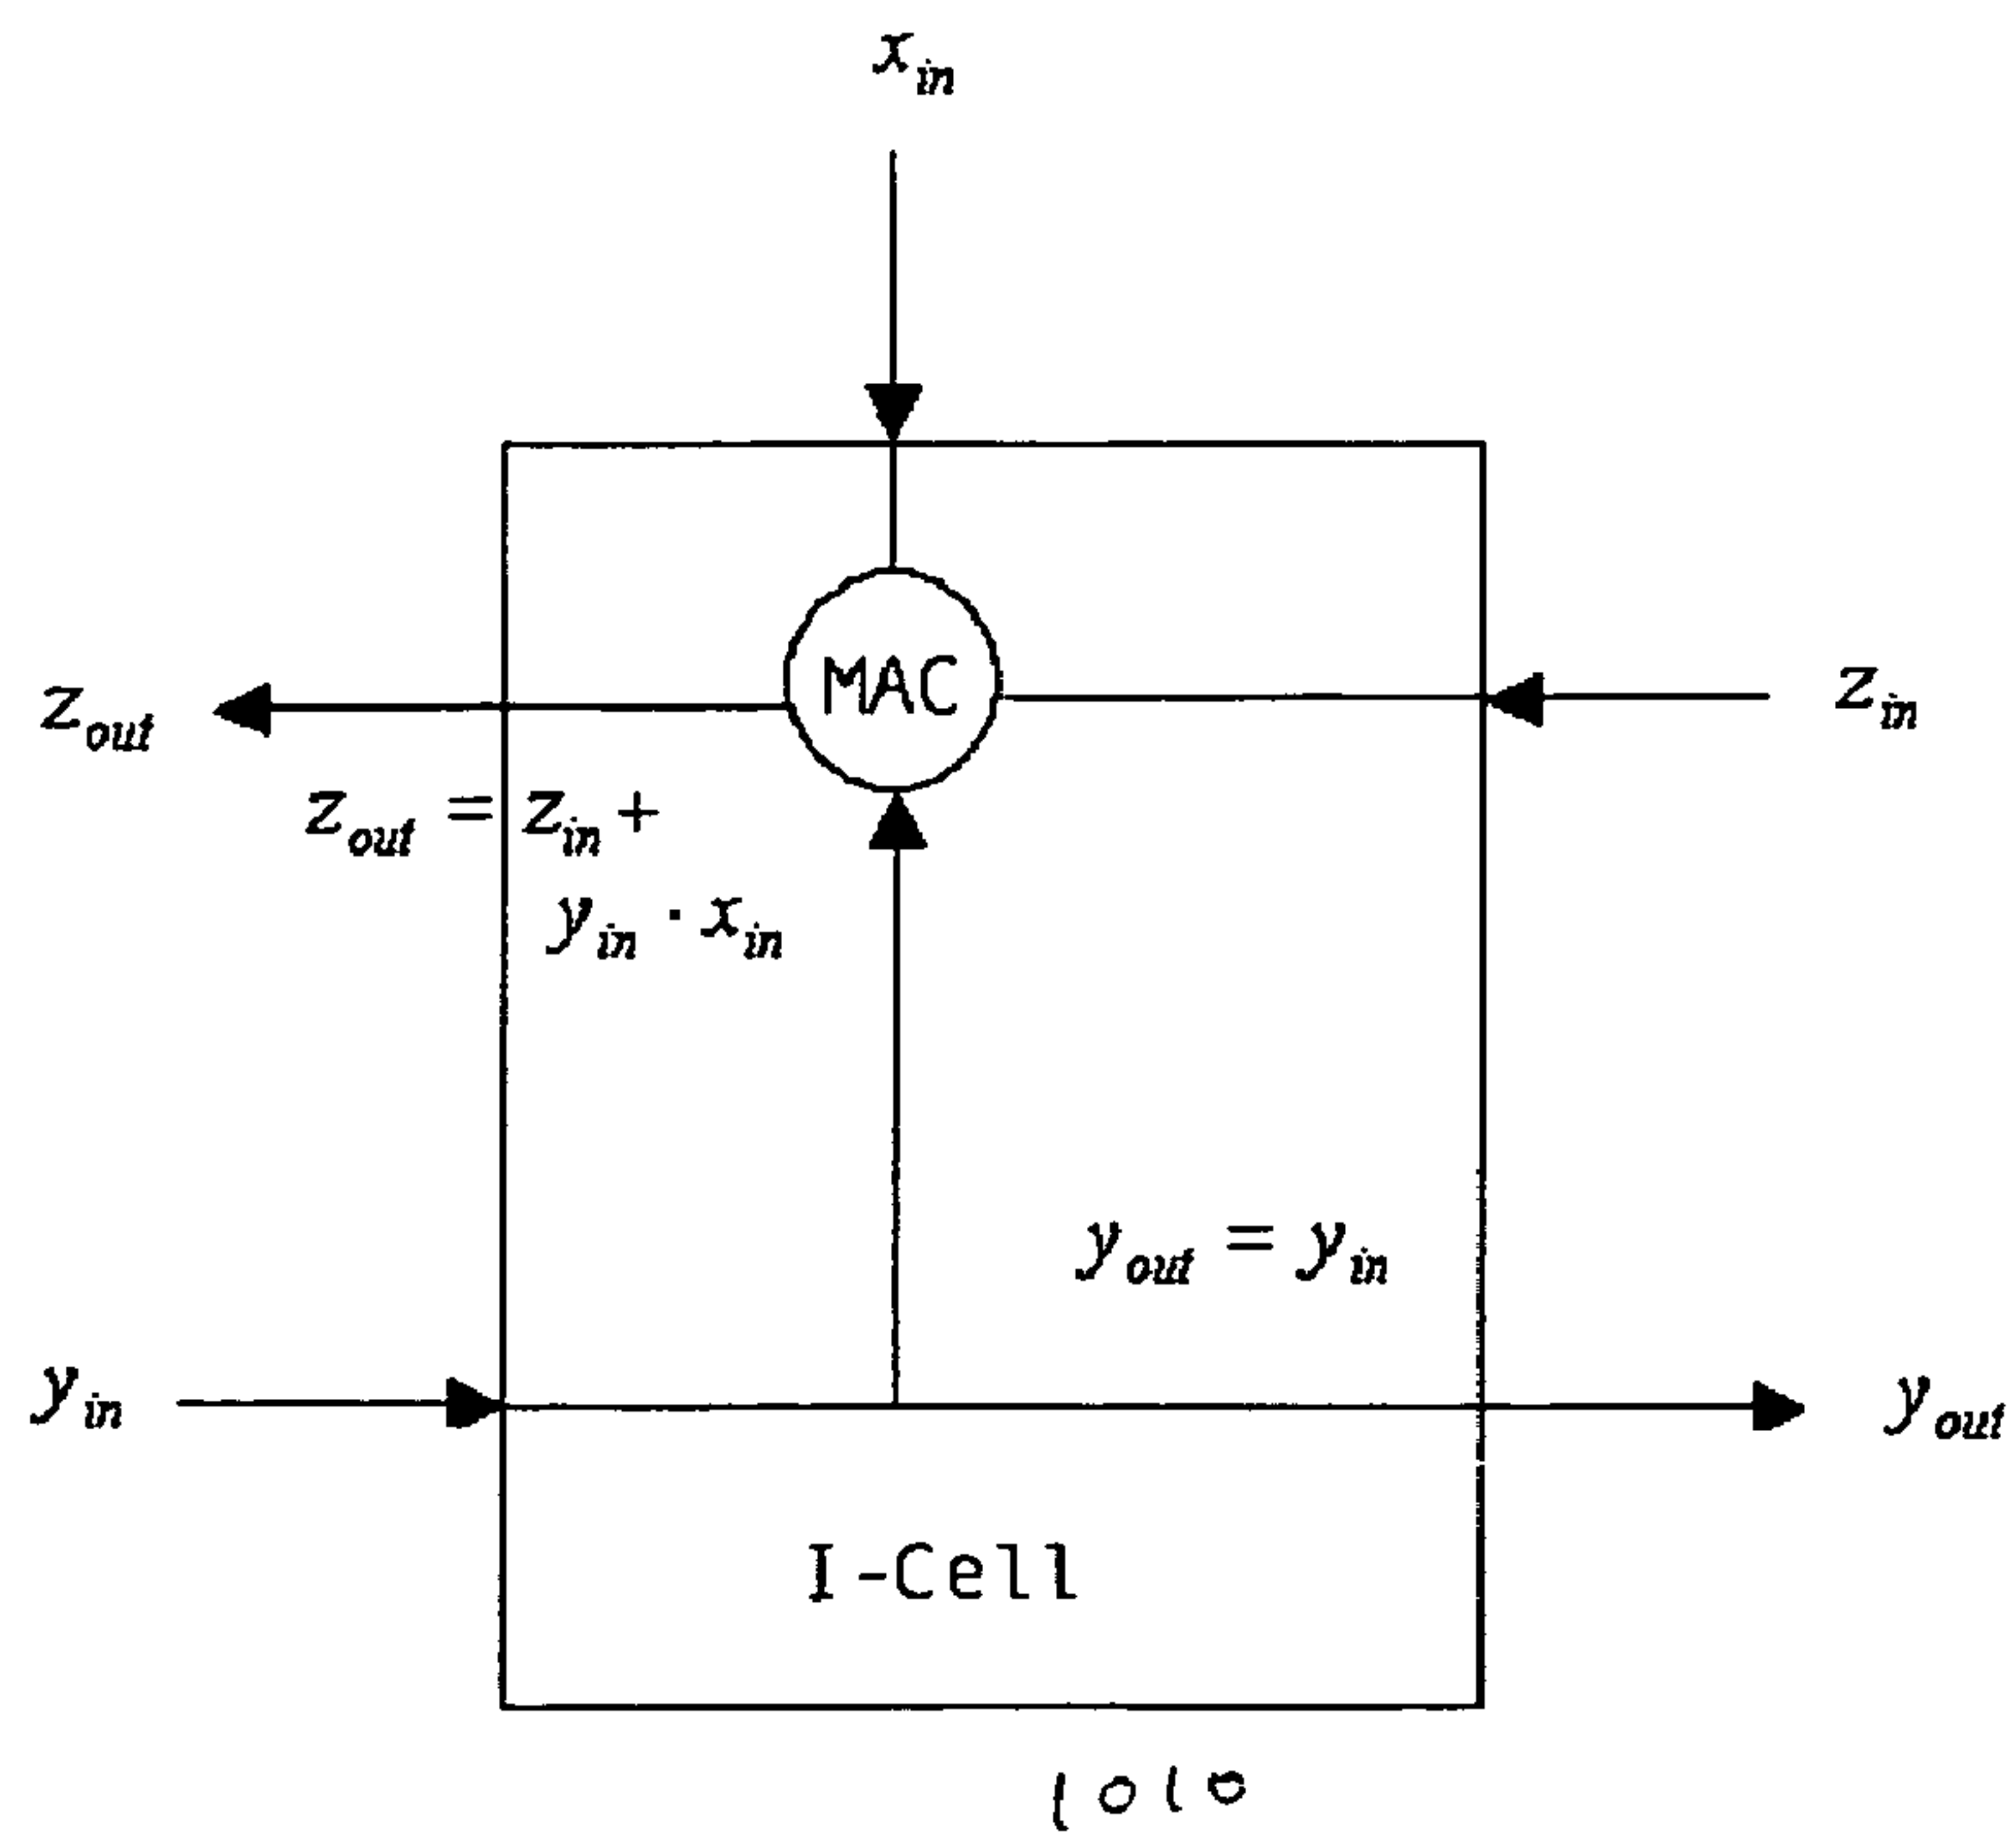 x_in
MAC
z_out
z_in
z_out = z_in +
y_in · x_in
y_out = y_in
y_in
y_out
I-Cell
1010